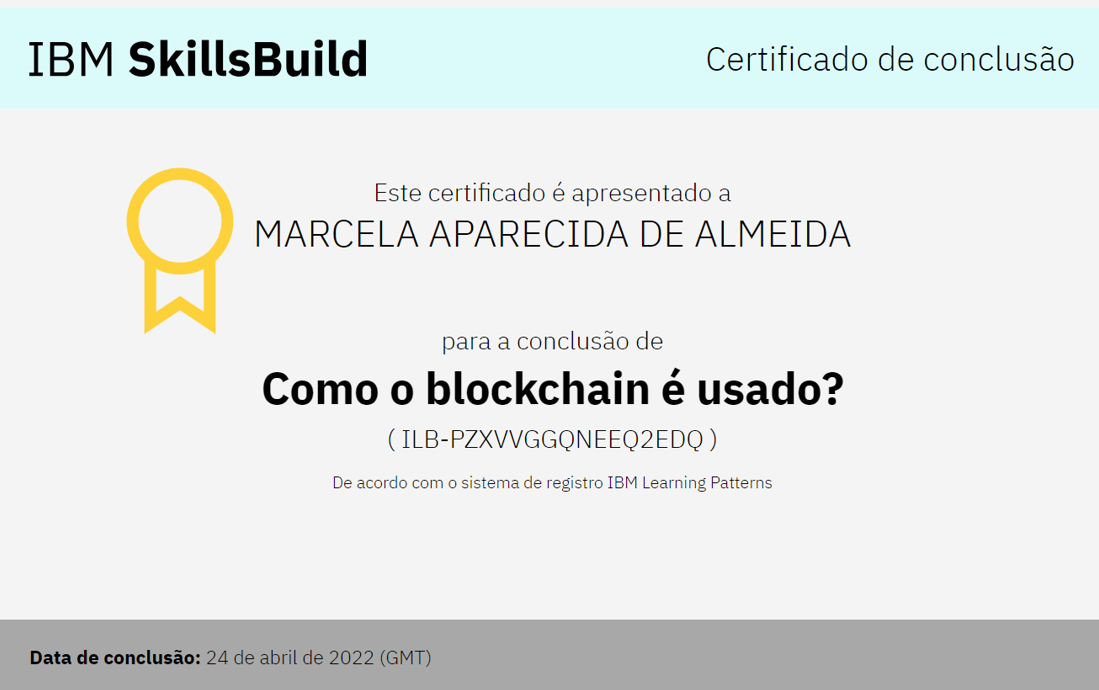 IBM SkillsBuild
Certificado de conclusão
Este certificado é apresentado a
MARCELA APARECIDA DE ALMEIDA
para a conclusão de
Como o blockchain é usado?
( ILB-PZXVVGGQNEEQ2EDQ )
De acordo com o sistema de registro IBM Learning Patterns
Data de conclusão: 24 de abril de 2022 (GMT)